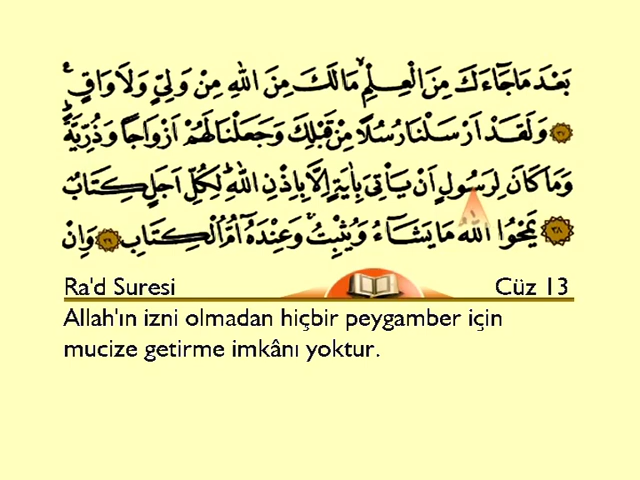 بَعْدَ مَا جَٓاءَكَ مِنَ الْعِلْمِۙ مَا لَكَ مِنَ اللّٰهِ مِنْ وَلِيٍّ وَلَا وَاقٍ۟
﴿٣٧﴾ وَلَقَدْ اَرْسَلْنَا رُسُلًا مِنْ قَبْلِكَ وَجَعَلْنَا لَهُمْ اَزْوَاجًا وَذُرِّيَّةًۜ
وَمَا كَانَ لِرَسُولٍ اَنْ يَأْتِيَ بِاٰيَةٍ اِلَّا بِاِذْنِ اللّٰهِۜ لِكُلِّ اَجَلٍ كِتَابٌ
﴿٣٨﴾ يَمْحُوا اللّٰهُ مَا يَشَٓاءُ وَيُثْبِتُۚ وَعِنْدَهُٓ اُمُّ الْكِتَابِ ﴿٣٩﴾ وَاِنْ
Ra'd Suresi Cüz 13
Allah'ın izni olmadan hiçbir peygamber için
mucize getirme imkânı yoktur.